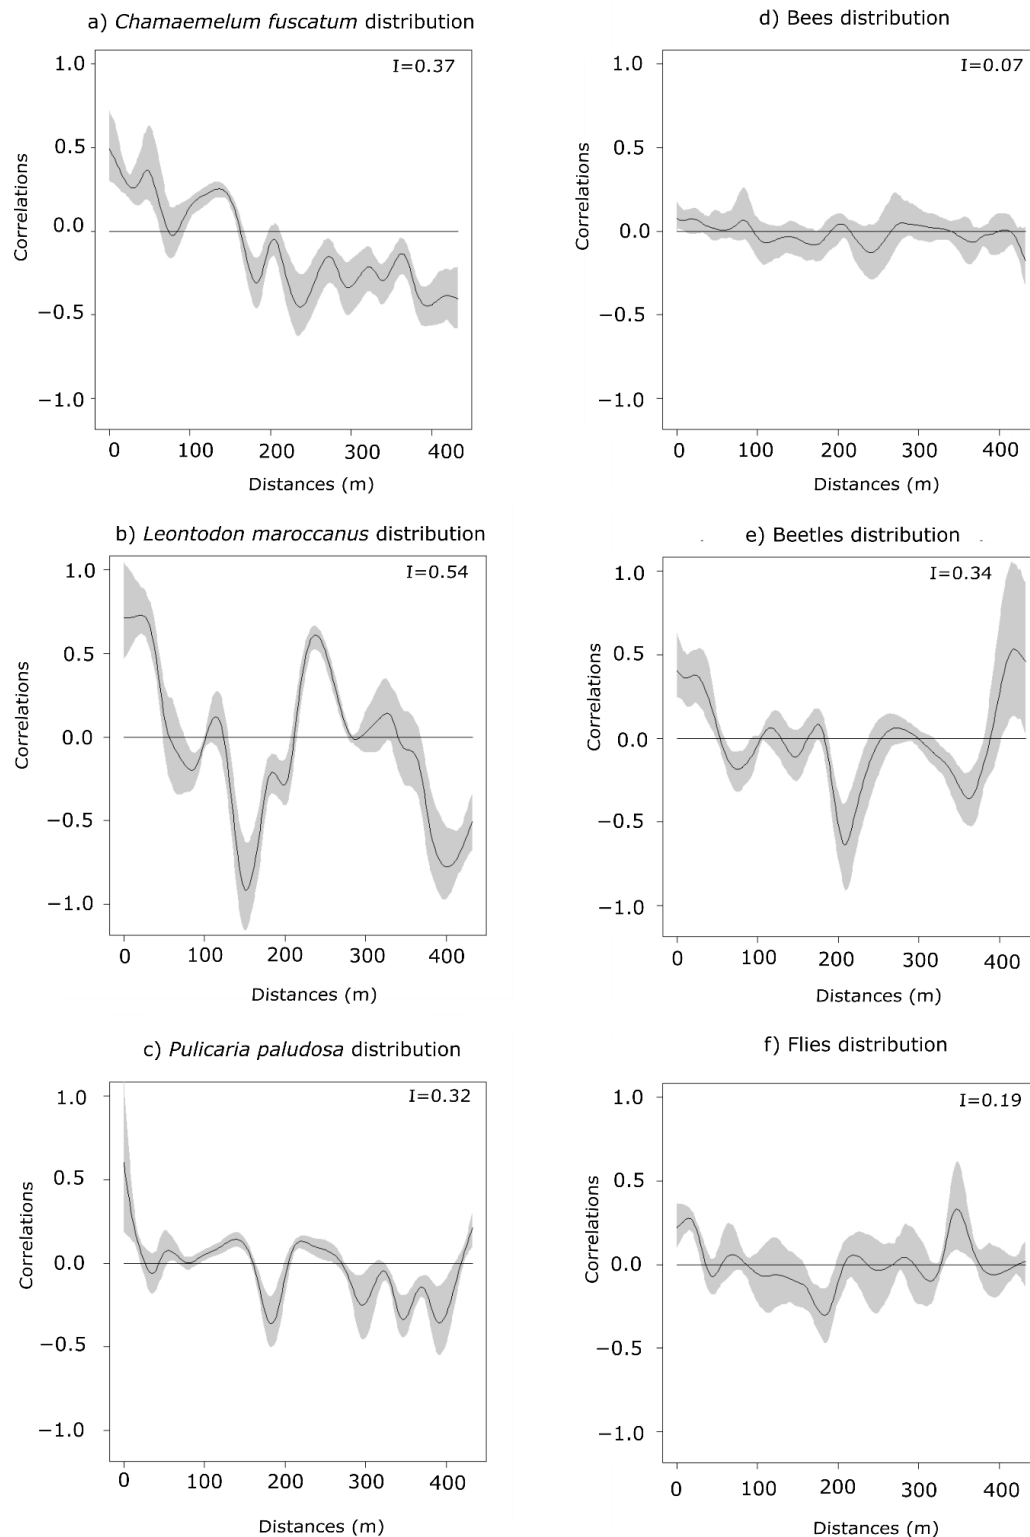 a) Chamaemelum fuscatum distribution
I=0.37
1.0
0.5
0.0
−0.5
−1.0
Correlations
0 100 200 300 400
Distances (m)
d) Bees distribution
I=0.07
1.0
0.5
0.0
−0.5
−1.0
Correlations
0 100 200 300 400
Distances (m)
b) Leontodon maroccanus distribution
I=0.54
1.0
0.5
0.0
−0.5
−1.0
Correlations
0 100 200 300 400
Distances (m)
e) Beetles distribution
I=0.34
1.0
0.5
0.0
−0.5
−1.0
Correlations
0 100 200 300 400
Distances (m)
c) Pulicaria paludosa distribution
I=0.32
1.0
0.5
0.0
−0.5
−1.0
Correlations
0 100 200 300 400
Distances (m)
f) Flies distribution
I=0.19
1.0
0.5
0.0
−0.5
−1.0
Correlations
0 100 200 300 400
Distances (m)